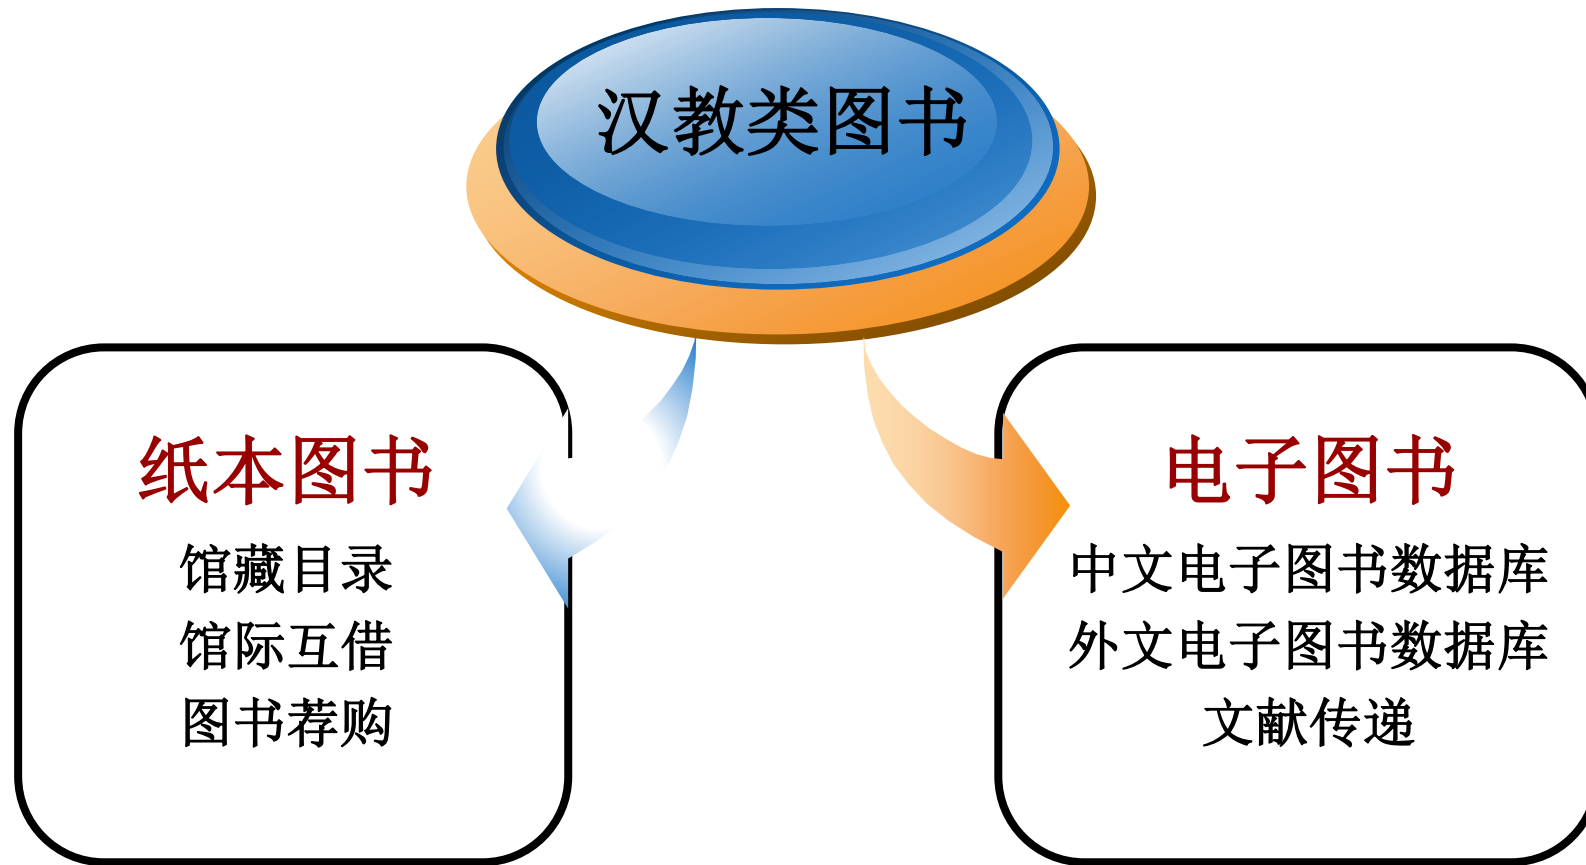 汉教类图书
纸本图书
馆藏目录
馆际互借
图书荐购
电子图书
中文电子图书数据库
外文电子图书数据库
文献传递